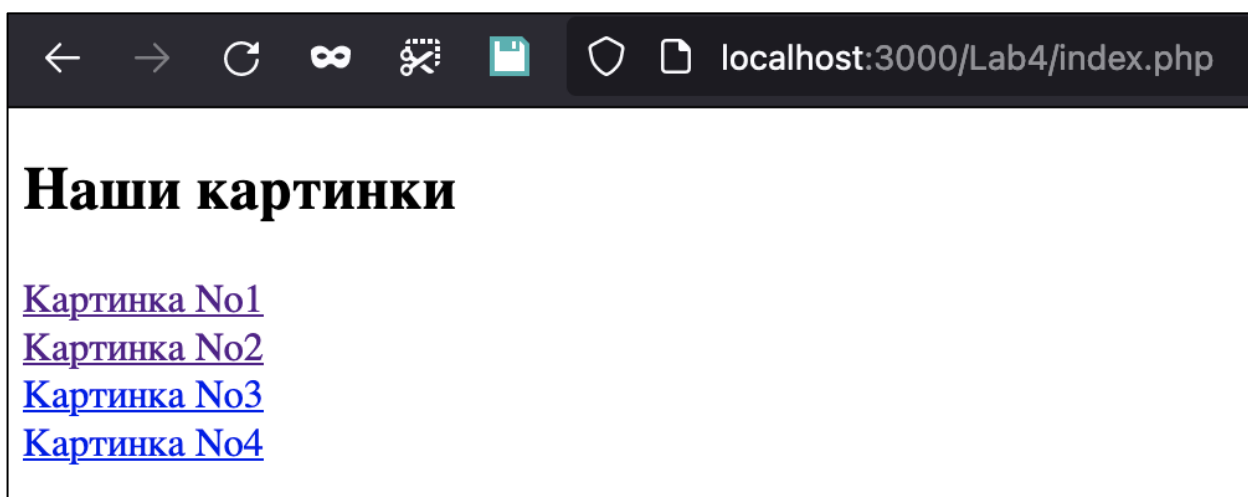 localhost:3000/Lab4/index.php
Наши картинки
Картинка No1
Картинка No2
Картинка No3
Картинка No4